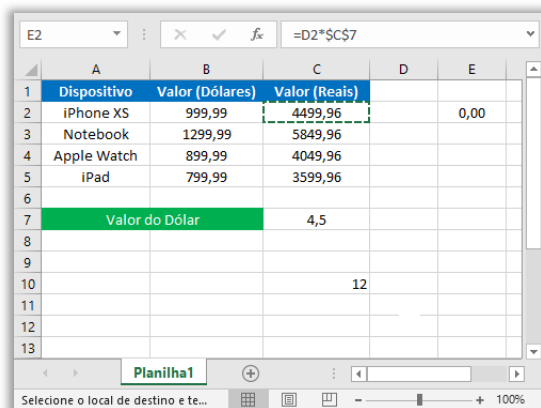 E2 fx =D2*$C$7
A B C D E
1 Dispositivo Valor (Dólares) Valor (Reais)
2 iPhone XS 999,99 4499,96 0,00
3 Notebook 1299,99 5849,96
4 Apple Watch 899,99 4049,96
5 iPad 799,99 3599,96
6
7 Valor do Dólar 4,5
8
9
10 12
11
12
13
Planilha1
Selecione o local de destino e te... 100%